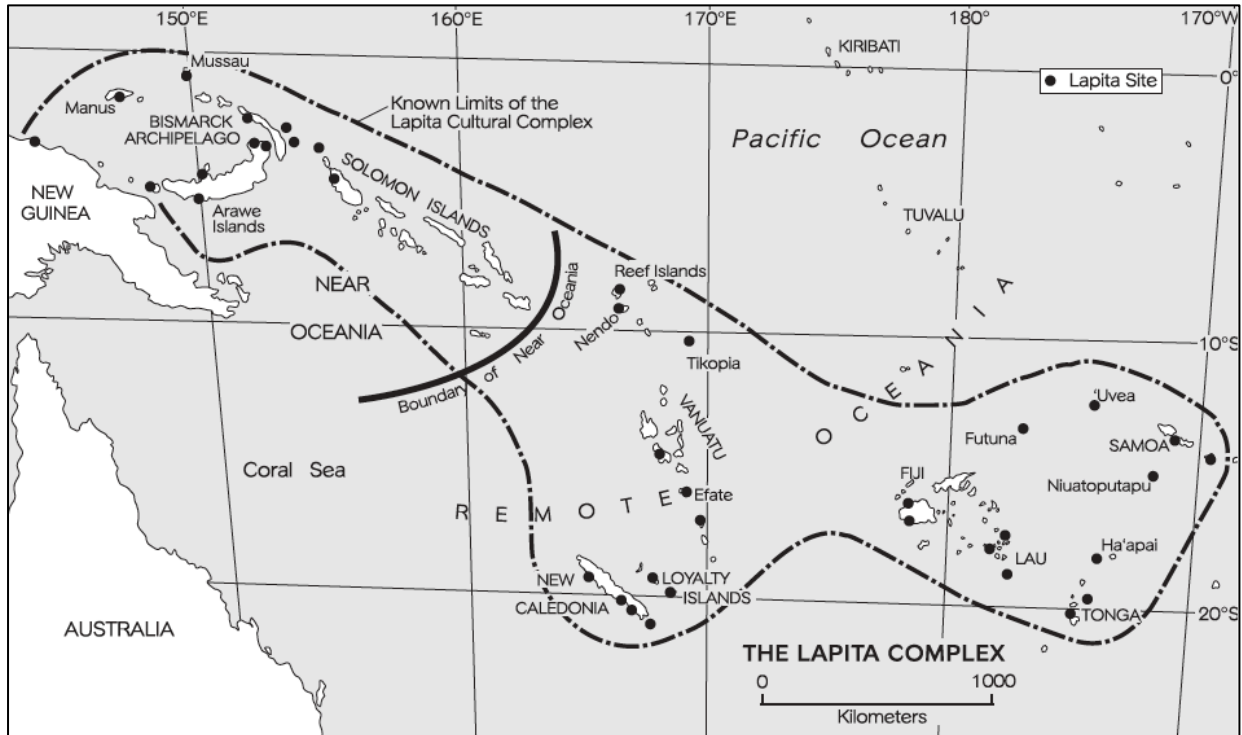 150°E
160°E
170°E
180°
170°W
KIRIBATI
Mussau
0°
Lapita Site
Manus
Known Limits of the
Lapita Cultural Complex
BISMARCK
ARCHIPELAGO
Pacific Ocean
SOLOMON ISLANDS
NEW
GUINEA
Arawe
Islands
TUVALU
NEAR
OCEANIA
Reef Islands
Nendo
Boundary of Near Oceania
Tikopia
10°S
'Uvea
VANUATU
Futuna
SAMOA
Coral Sea
FIJI
Niuatoputapu
Efate
REMOTE OCEANIA
Ha'apai
LAU
NEW
CALEDONIA
LOYALTY
ISLANDS
TONGA
20°S
AUSTRALIA
THE LAPITA COMPLEX
0
1000
Kilometers